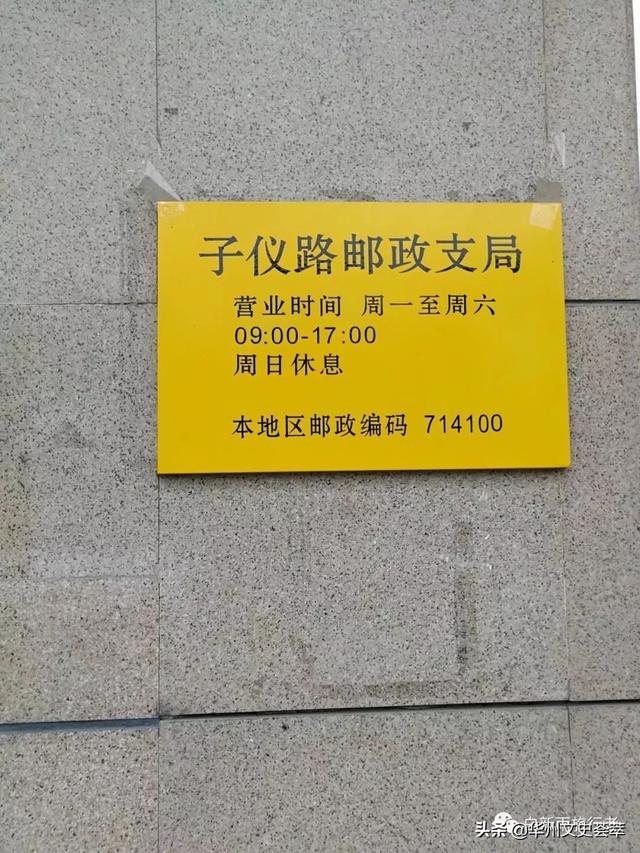 子仪路邮政支局
营业时间 周一至周六
09:00-17:00
周日休息
本地区邮政编码 714100
头条 @华州文史荟萃